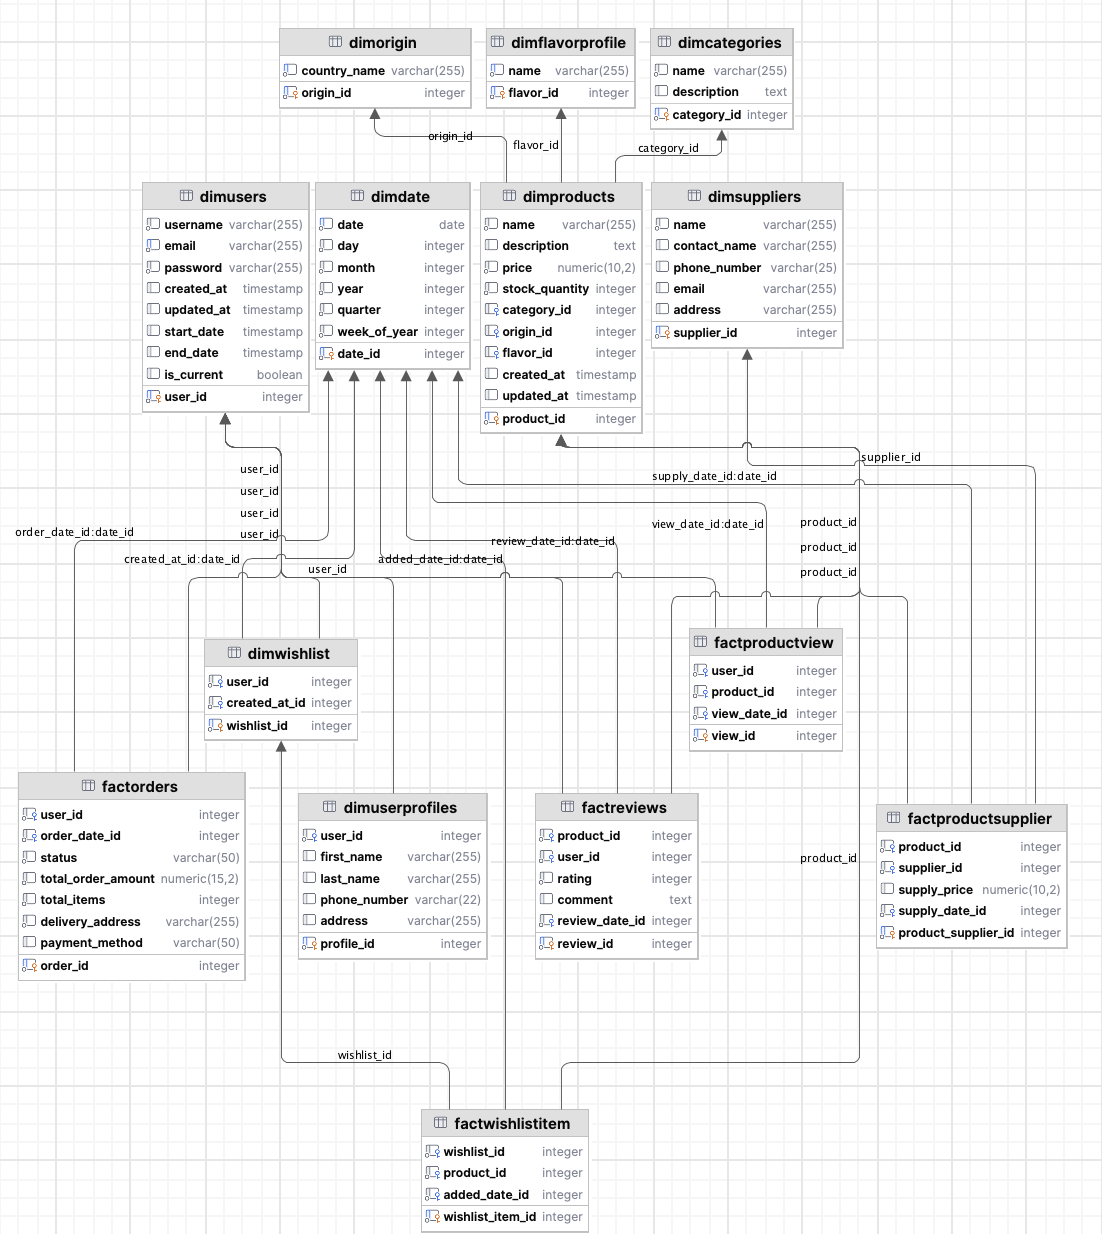 dimorigin
country_name varchar(255)
origin_id integer
dimflavorprofile
name varchar(255)
flavor_id integer
dimcategories
name varchar(255)
description text
category_id integer
origin_id
flavor_id
category_id
dimusers
username varchar(255)
email varchar(255)
password varchar(255)
created_at timestamp
updated_at timestamp
start_date timestamp
end_date timestamp
is_current boolean
user_id integer
dimdate
date date
day integer
month integer
year integer
quarter integer
week_of_year integer
date_id integer
dimproducts
name varchar(255)
description text
price numeric(10,2)
stock_quantity integer
category_id integer
origin_id integer
flavor_id integer
created_at timestamp
updated_at timestamp
product_id integer
dimsuppliers
name varchar(255)
contact_name varchar(255)
phone_number varchar(25)
email varchar(255)
address varchar(255)
supplier_id integer
user_id
user_id
user_id
user_id
order_date_id:date_id
created_at_id:date_id
user_id
added_date_id:date_id
review_date_id:date_id
view_date_id:date_id
supply_date_id:date_id
supplier_id
product_id
product_id
product_id
dimwishlist
user_id integer
created_at_id integer
wishlist_id integer
factproductview
user_id integer
product_id integer
view_date_id integer
view_id integer
factorders
user_id integer
order_date_id integer
status varchar(50)
total_order_amount numeric(15,2)
total_items integer
delivery_address varchar(255)
payment_method varchar(50)
order_id integer
dimuserprofiles
user_id integer
first_name varchar(255)
last_name varchar(255)
phone_number varchar(22)
address varchar(255)
profile_id integer
factreviews
product_id integer
user_id integer
rating integer
comment text
review_date_id integer
review_id integer
factproductsupplier
product_id integer
supplier_id integer
supply_price numeric(10,2)
supply_date_id integer
product_supplier_id integer
product_id
wishlist_id
factwishlistitem
wishlist_id integer
product_id integer
added_date_id integer
wishlist_item_id integer